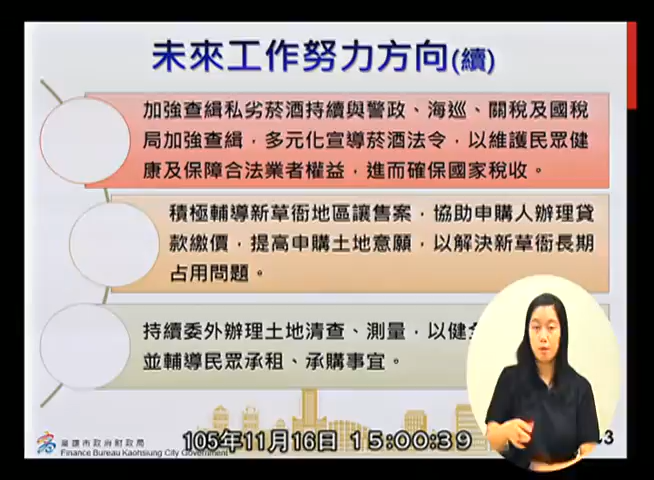 未來工作努力方向(續)
加強查緝私劣菸酒持續與警政、海巡、關稅及國稅
局加強查緝，多元化宣導菸酒法令，以維護民眾健
康及保障合法業者權益，進而確保國家稅收。
積極輔導新草衙地區讓售案，協助申購人辦理貸
款繳價，提高申購土地意願，以解決新草衙長期
占用問題。
持續委外辦理土地清查、測量，以健全
並輔導民眾承租、承購事宜。
高雄市政府財政局
Finance Bureau Kaohsiung City Government
105年11月16日 15:00:39